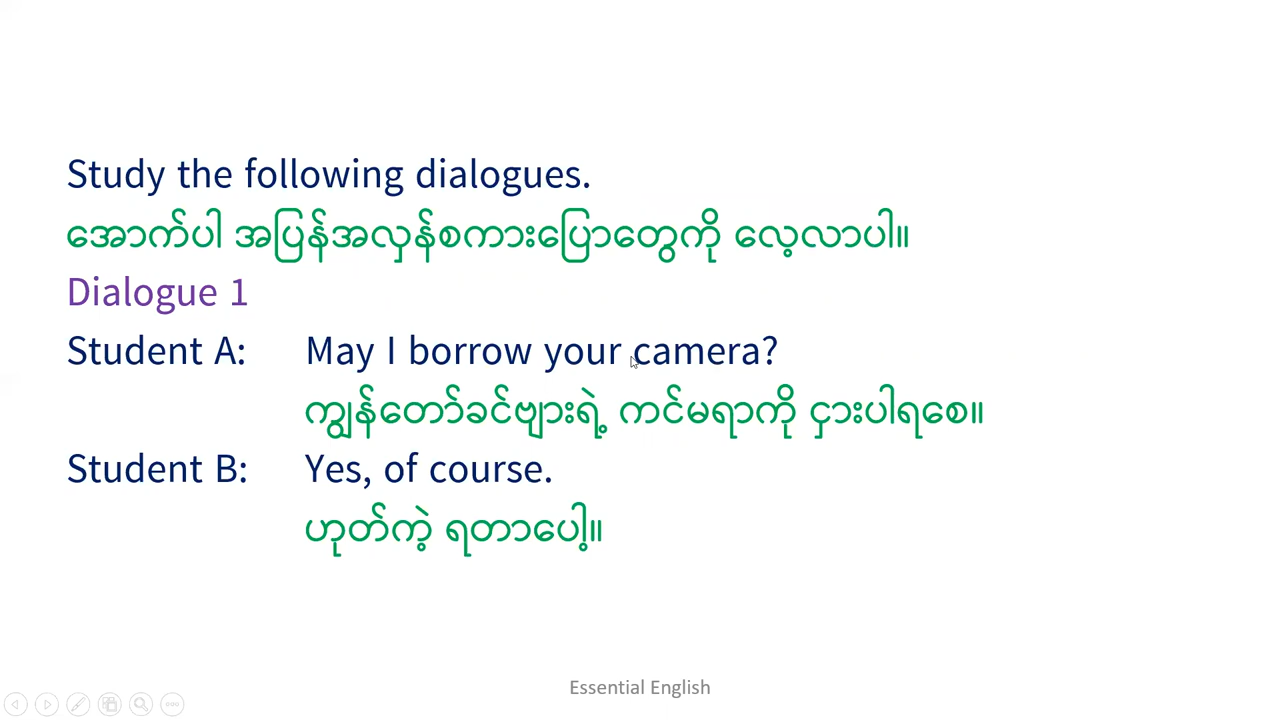 Study the following dialogues.
အောက်ပါ အပြန်အလှန်စကားပြောတွေကို လေ့လာပါ။
Dialogue 1
Student A: May I borrow your camera?
ကျွန်တော်ခင်ဗျားရဲ့ ကင်မရာကို ငှားပါရစေ။
Student B: Yes, of course.
ဟုတ်ကဲ့ ရတာပေါ့။
Essential English